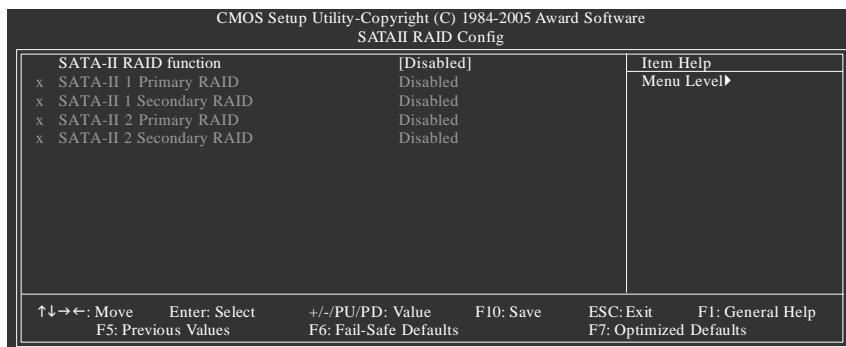 CMOS Setup Utility-Copyright (C) 1984-2005 Award Software
SATAII RAID Config
SATA-II RAID function [Disabled] Item Help
x SATA-II 1 Primary RAID Disabled Menu Level▶
x SATA-II 1 Secondary RAID Disabled
x SATA-II 2 Primary RAID Disabled
x SATA-II 2 Secondary RAID Disabled
↑↓→←: Move Enter: Select +/-/PU/PD: Value F10: Save ESC: Exit F1: General Help
F5: Previous Values F6: Fail-Safe Defaults F7: Optimized Defaults